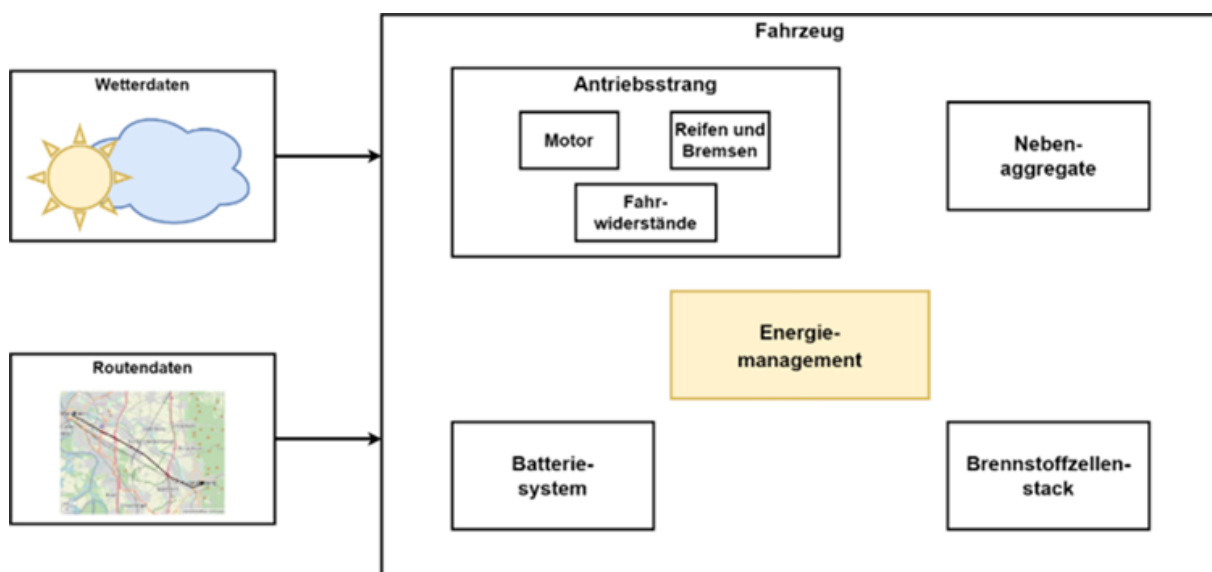 Fahrzeug
Wetterdaten
Antriebsstrang
Motor
Reifen und
Bremsen
Fahr-
widerstände
Neben-
aggregate
Energie-
management
Routendaten
Batterie-
system
Brennstoffzellen-
stack